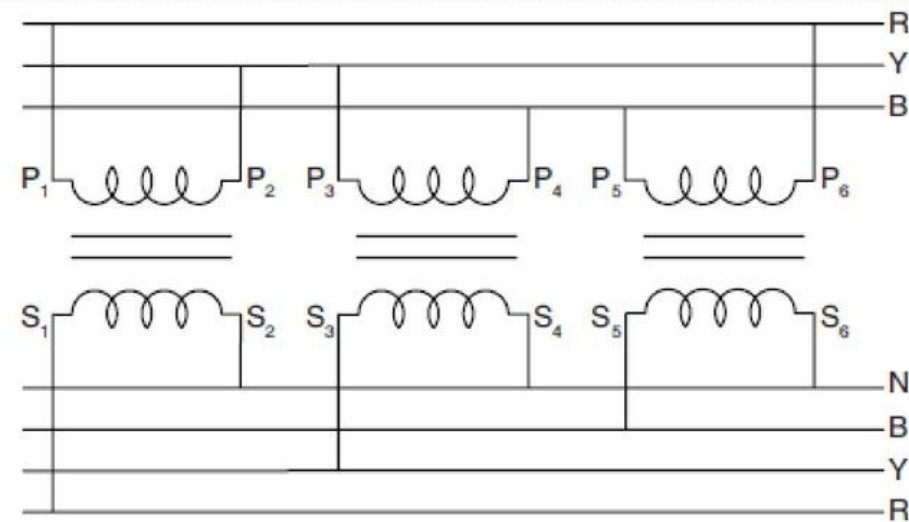 R
Y
B
P₁ P₂ P₃ P₄ P₅ P₆
S₁ S₂ S₃ S₄ S₅ S₆
N
B
Y
R